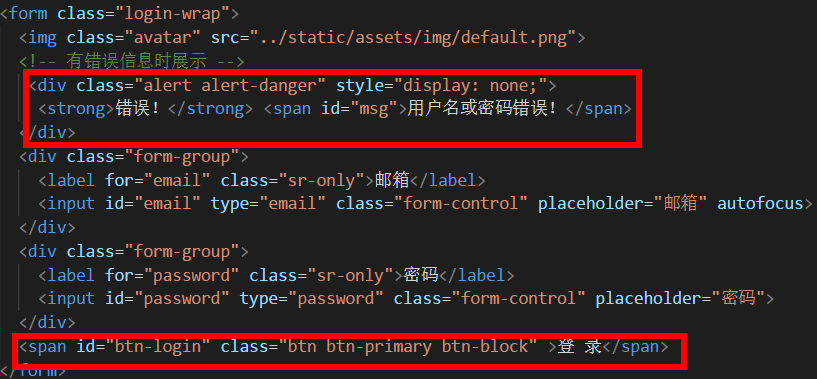 <form class="login-wrap">
<img class="avatar" src="../static/assets/img/default.png">
<!-- 有错误信息时展示 -->
<div class="alert alert-danger" style="display: none;">
<strong>错误！</strong> <span id="msg">用户名或密码错误！</span>
</div>
<div class="form-group">
<label for="email" class="sr-only">邮箱</label>
<input id="email" type="email" class="form-control" placeholder="邮箱" autofocus>
</div>
<div class="form-group">
<label for="password" class="sr-only">密码</label>
<input id="password" type="password" class="form-control" placeholder="密码">
</div>
<span id="btn-login" class="btn btn-primary btn-block" >登 录</span>
</form>